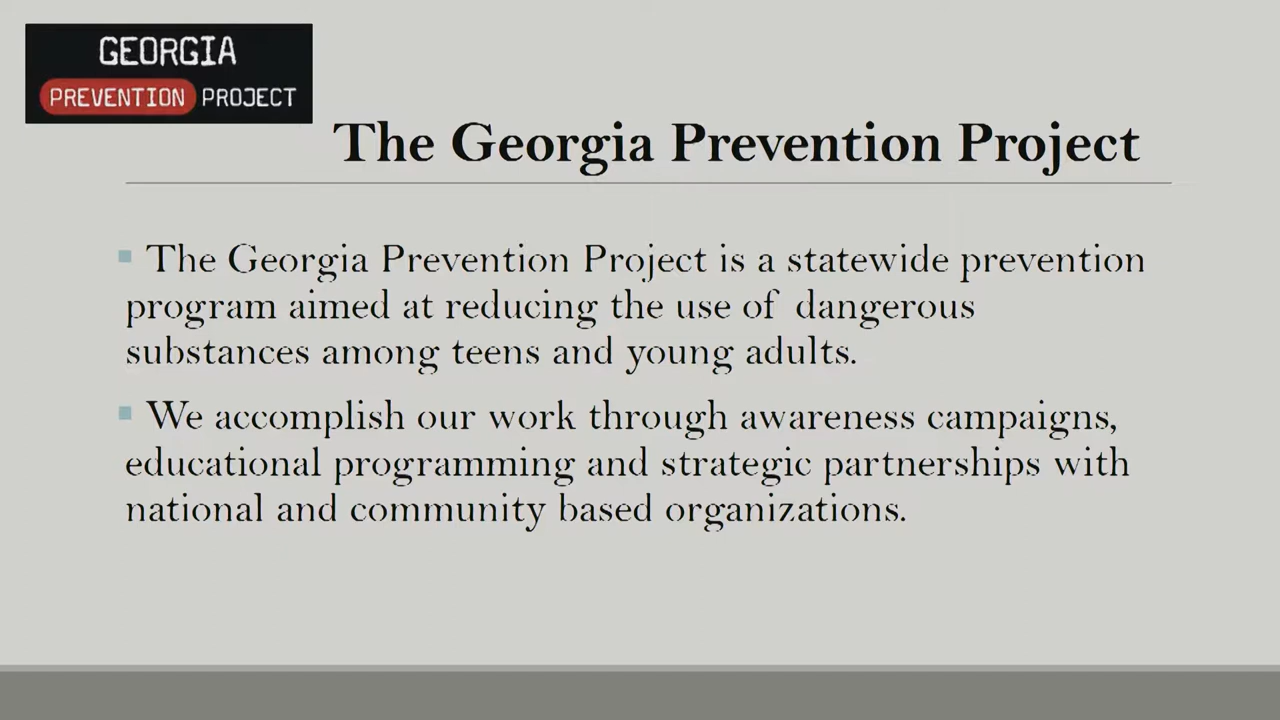 GEORGIA
PREVENTION PROJECT
The Georgia Prevention Project
The Georgia Prevention Project is a statewide prevention
program aimed at reducing the use of dangerous
substances among teens and young adults.
We accomplish our work through awareness campaigns,
educational programming and strategic partnerships with
national and community based organizations.